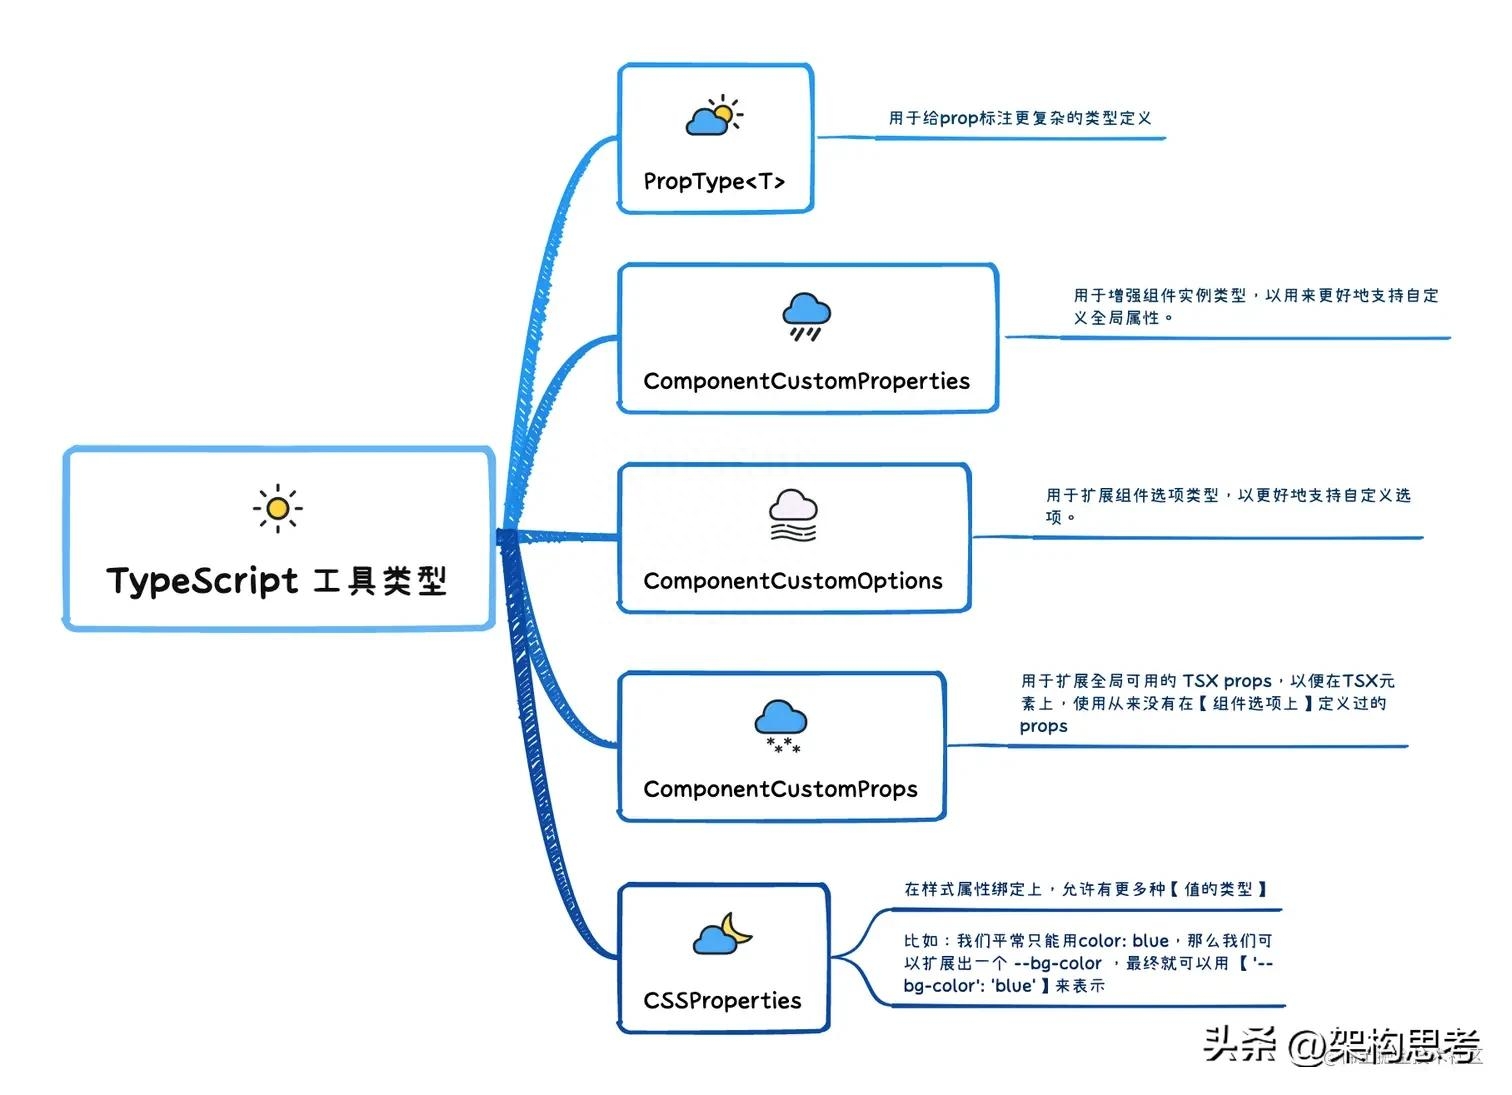 PropType<T>
用于给prop标注更复杂的类型定义
ComponentCustomProperties
用于增强组件实例类型，以用来更好地支持自定
义全局属性。
TypeScript 工具类型
ComponentCustomOptions
用于扩展组件选项类型，以更好地支持自定义选
项。
ComponentCustomProps
用于扩展全局可用的 TSX props，以便在TSX元
素上，使用从来没有在【组件选项上】定义过的
props
CSSProperties
在样式属性绑定上，允许有更多种【值的类型】
比如：我们平常只能用color: blue，那么我们可
以扩展出一个 --bg-color ，最终就可以用【'--
bg-color': 'blue'】来表示
头条 @架构思考